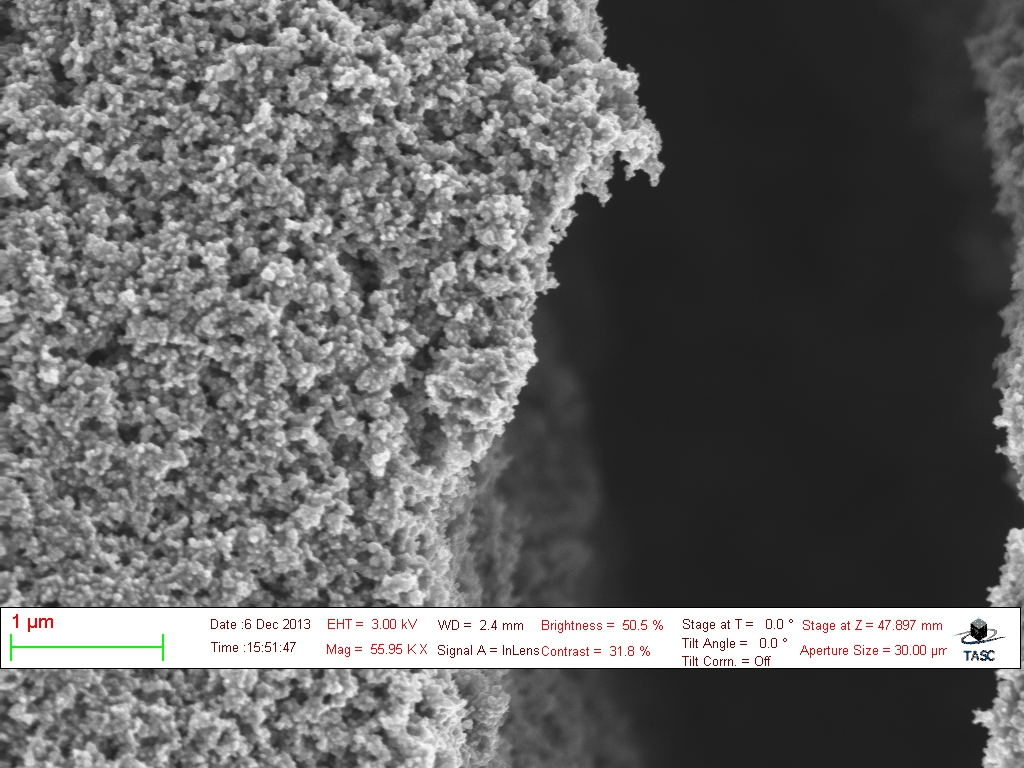 1 µm
Date :6 Dec 2013
Time :15:51:47
EHT = 3.00 kV
Mag = 55.95 K X
WD = 2.4 mm
Signal A = InLens
Brightness = 50.5 %
Contrast = 31.8 %
Stage at T = 0.0 °
Tilt Angle = 0.0 °
Tilt Corrn. = Off
Stage at Z = 47.897 mm
Aperture Size = 30.00 µm
TASC